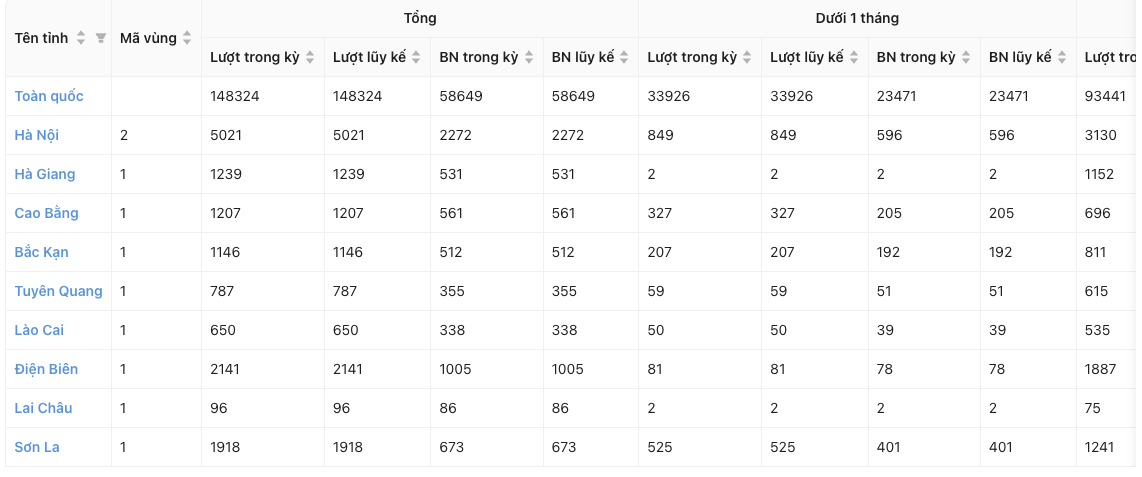 Tổng Dưới 1 tháng
Tên tỉnh Mã vùng
Lượt trong kỳ Lượt lũy kế BN trong kỳ BN lũy kế Lượt trong kỳ Lượt lũy kế BN trong kỳ BN lũy kế Lượt tro
Toàn quốc 148324 148324 58649 58649 33926 33926 23471 23471 93441
Hà Nội 2 5021 5021 2272 2272 849 849 596 596 3130
Hà Giang 1 1239 1239 531 531 2 2 2 2 1152
Cao Bằng 1 1207 1207 561 561 327 327 205 205 696
Bắc Kạn 1 1146 1146 512 512 207 207 192 192 811
Tuyên Quang 1 787 787 355 355 59 59 51 51 615
Lào Cai 1 650 650 338 338 50 50 39 39 535
Điện Biên 1 2141 2141 1005 1005 81 81 78 78 1887
Lai Châu 1 96 96 86 86 2 2 2 2 75
Sơn La 1 1918 1918 673 673 525 525 401 401 1241